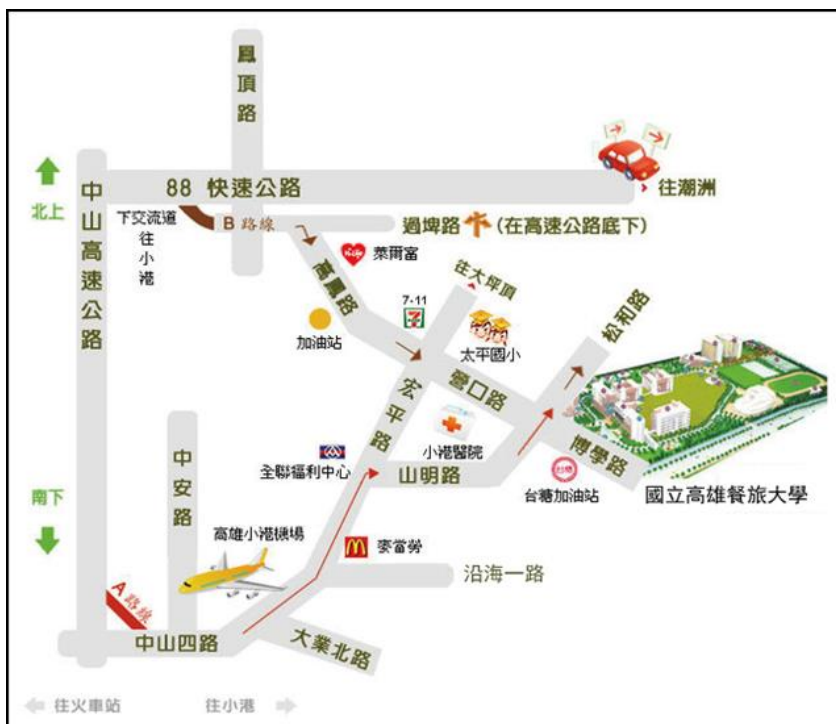 鳳頂路
88 快速公路
往潮洲
北上
中山高速公路
下交流道
往
小港
B 路線
過埤路
(在高速公路底下)
萊爾富
高鳳路
往大坪頂
7-11
加油站
太平國小
松和路
宏平路
營口路
小港醫院
全聯福利中心
山明路
博學路
台糖加油站
國立高雄餐旅大學
中安路
南下
高雄小港機場
麥當勞
沿海一路
A 路線
中山四路
大業北路
往火車站
往小港